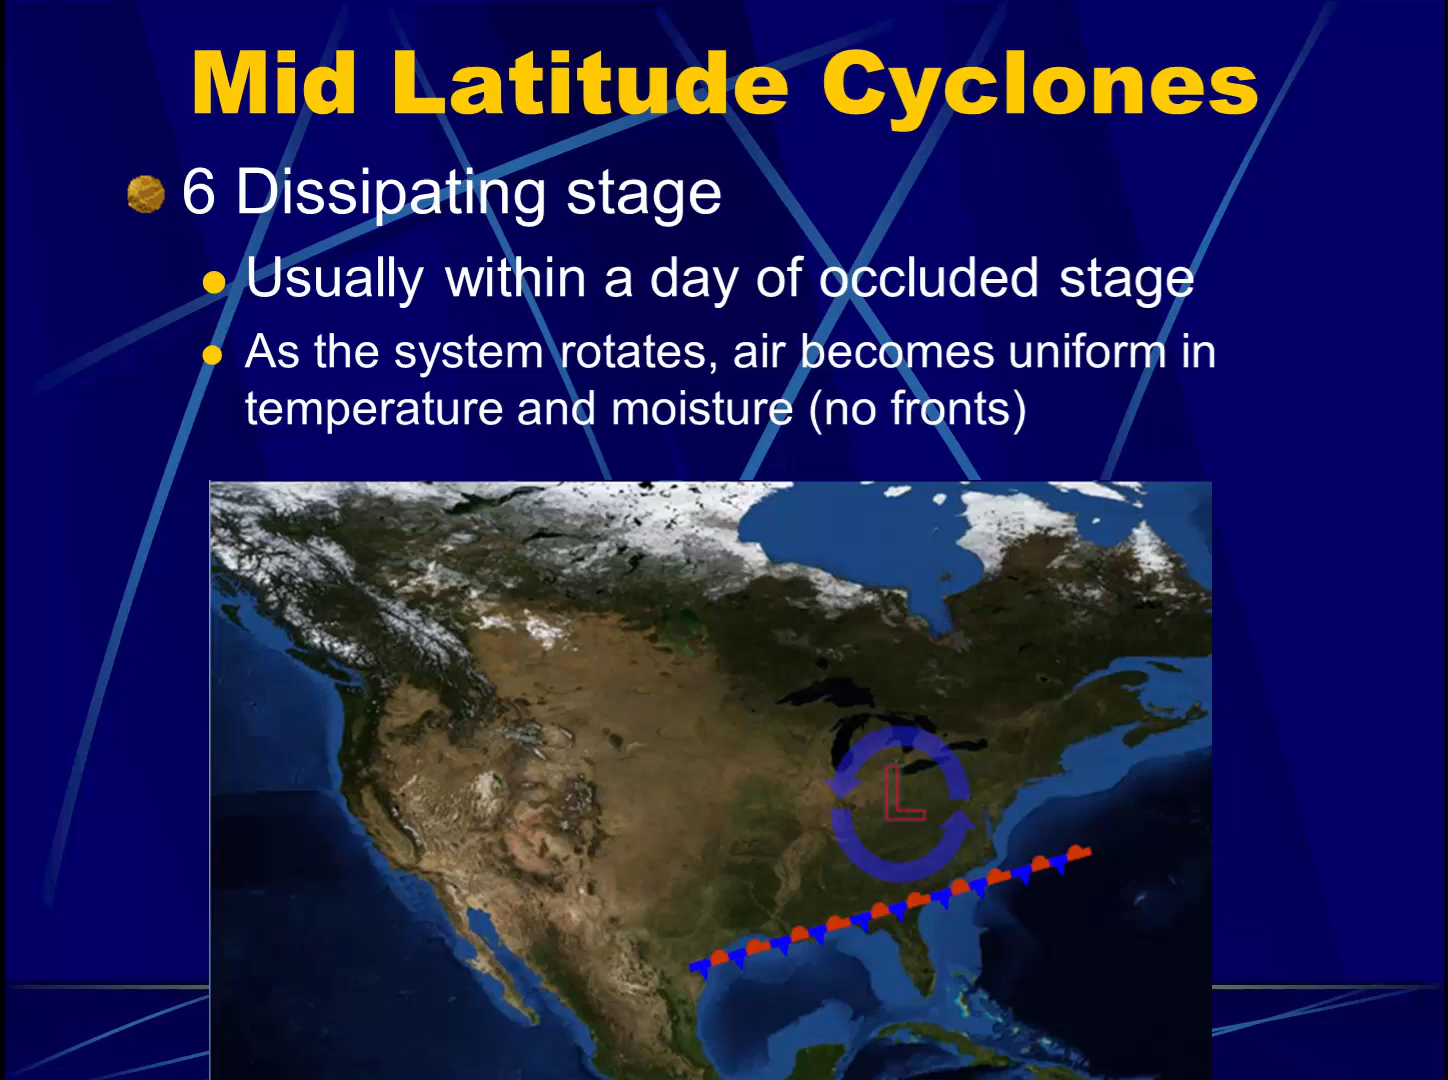 Mid Latitude Cyclones
6 Dissipating stage
Usually within a day of occluded stage
As the system rotates, air becomes uniform in
temperature and moisture (no fronts)
L